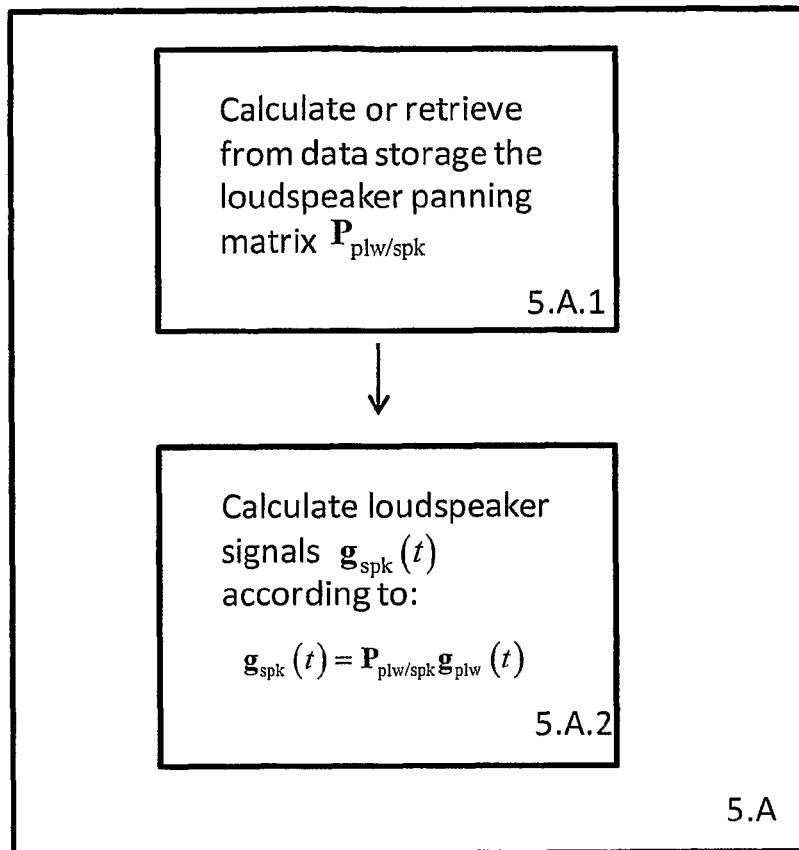 Calculate or retrieve
from data storage the
loudspeaker panning
matrix P_plw/spk
5.A.1
Calculate loudspeaker
signals g_spk (t)
according to:
g_spk (t) = P_plw/spk g_plw (t)
5.A.2
5.A